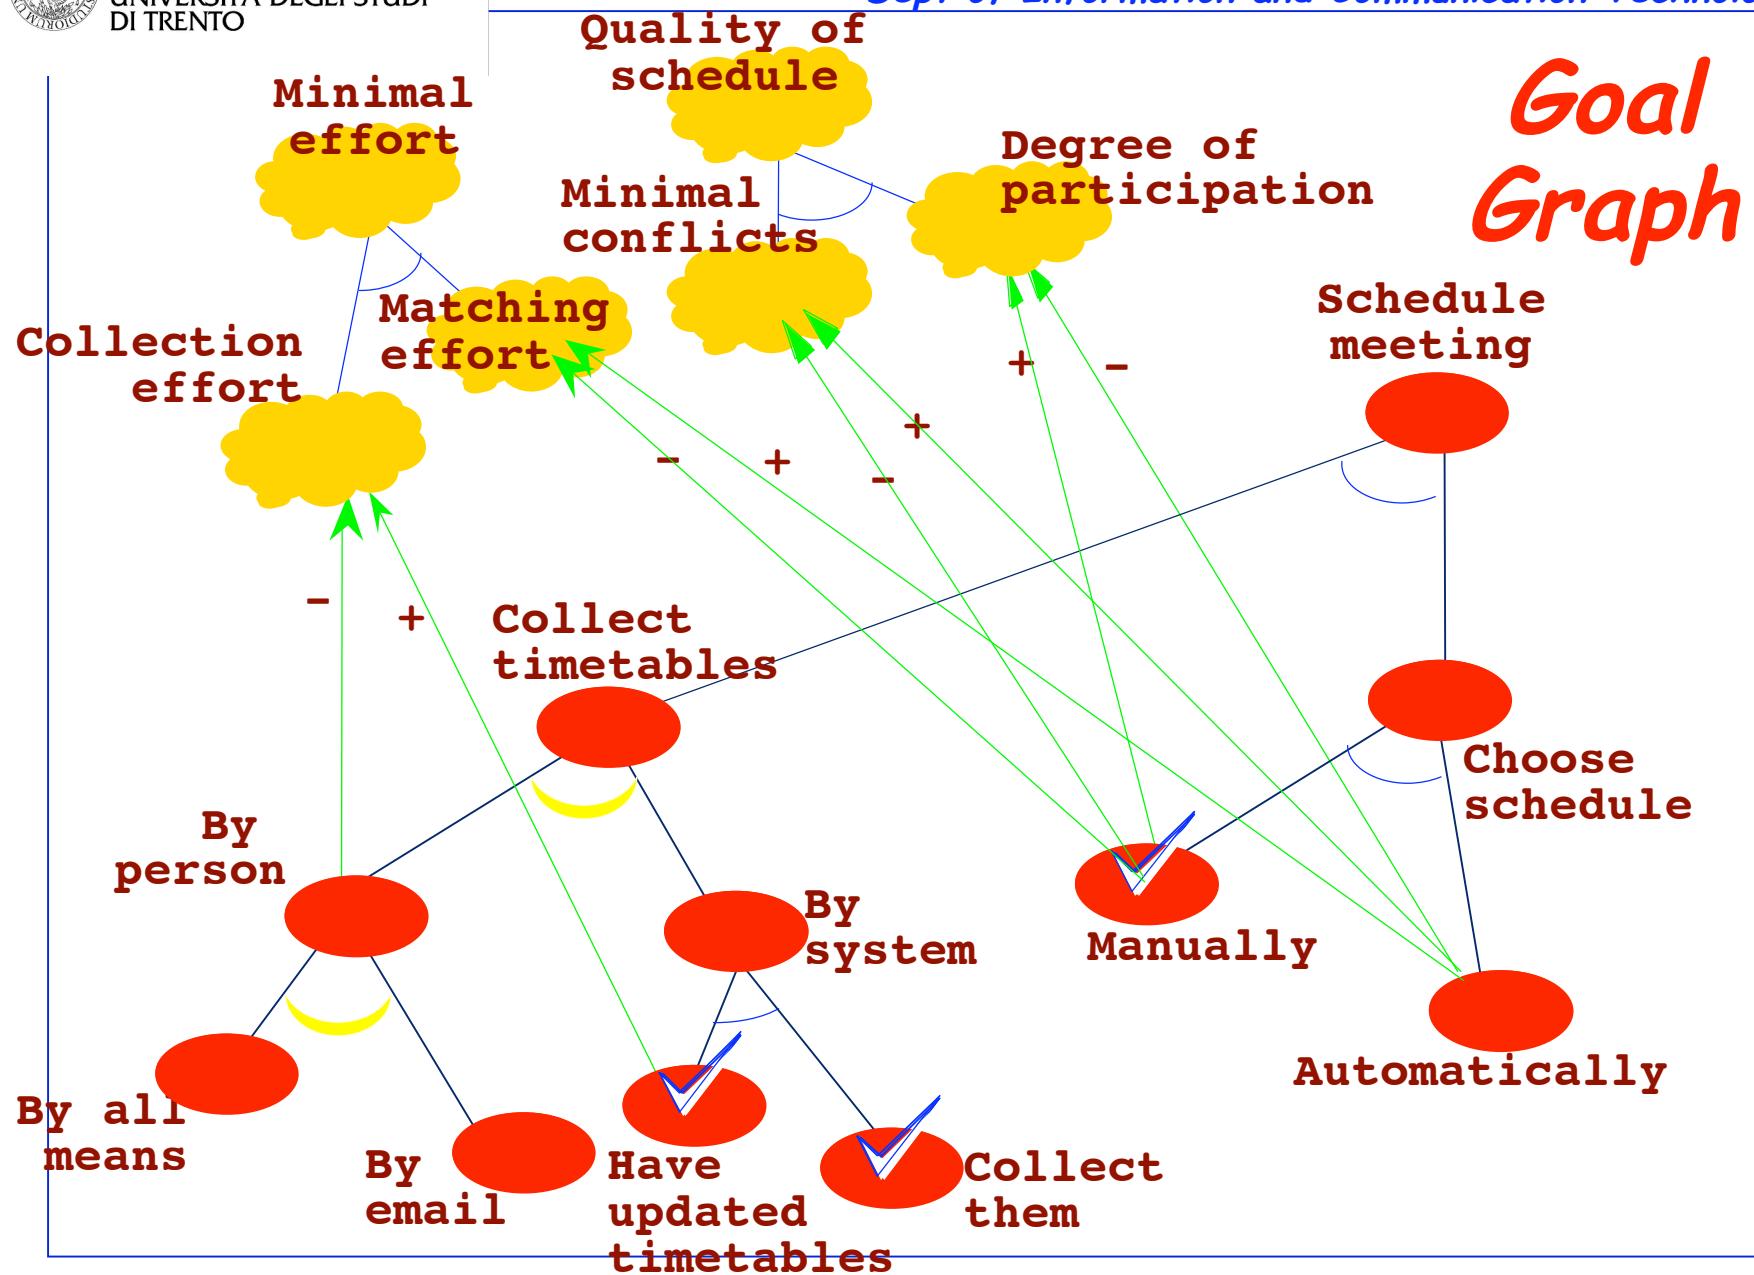 DI TRENTO
Quality of
schedule
Goal
Graph
Minimal
effort
Degree of
participation
Minimal
conflicts
Matching
effort
Collection
effort
Schedule
meeting
+
-
+
-
+
-
-
+
Collect
timetables
Choose
schedule
By
person
By
system
Manually
Automatically
By all
means
By
email
Have
updated
timetables
Collect
them